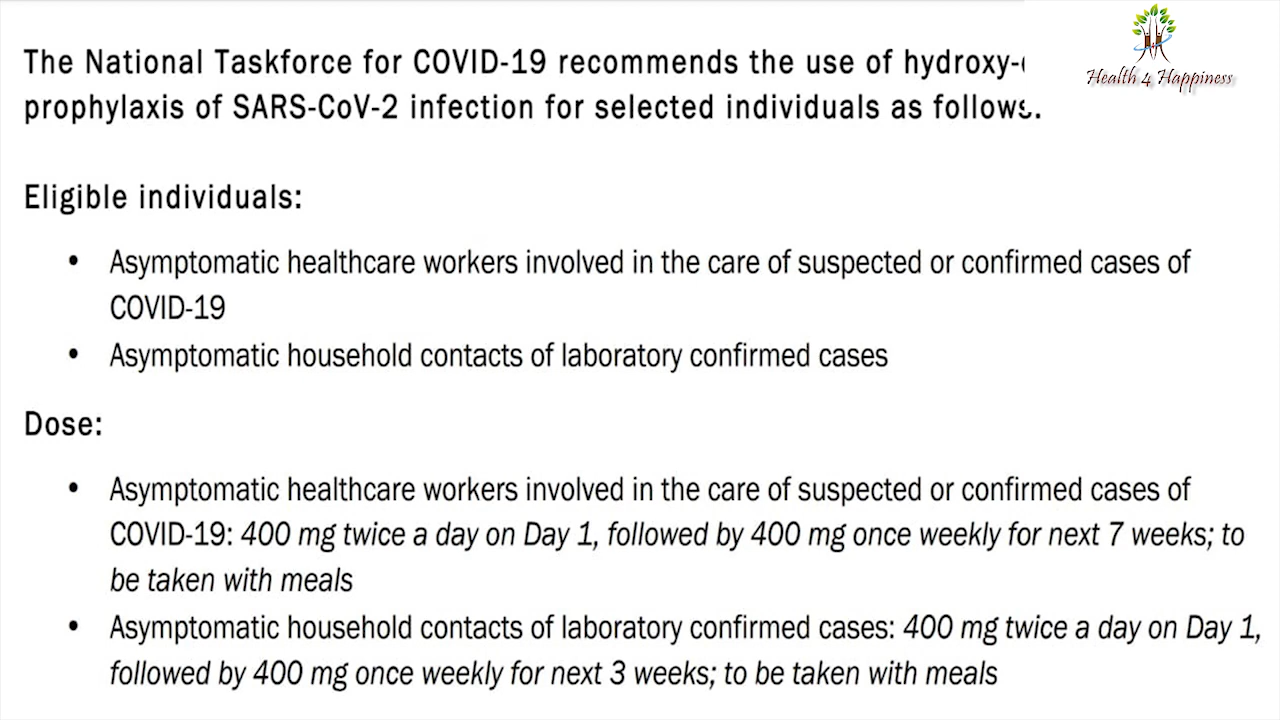 Health 4 Happiness
The National Taskforce for COVID-19 recommends the use of hydroxy-
prophylaxis of SARS-CoV-2 infection for selected individuals as follows.
Eligible individuals:
• Asymptomatic healthcare workers involved in the care of suspected or confirmed cases of
COVID-19
• Asymptomatic household contacts of laboratory confirmed cases
Dose:
• Asymptomatic healthcare workers involved in the care of suspected or confirmed cases of
COVID-19: 400 mg twice a day on Day 1, followed by 400 mg once weekly for next 7 weeks; to
be taken with meals
• Asymptomatic household contacts of laboratory confirmed cases: 400 mg twice a day on Day 1,
followed by 400 mg once weekly for next 3 weeks; to be taken with meals